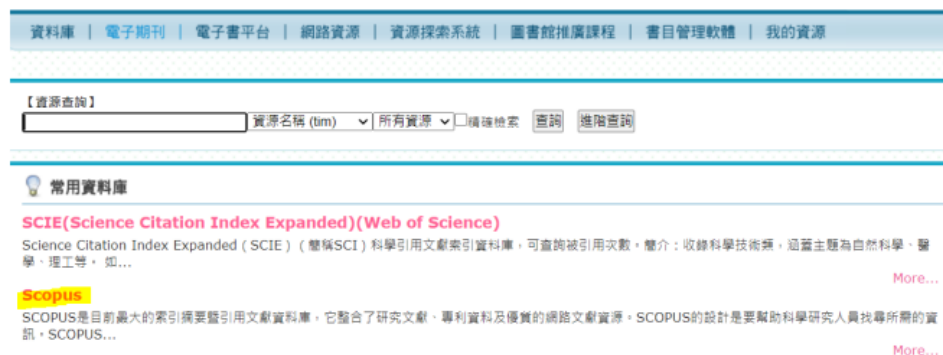 資料庫 | 電子期刊 | 電子書平台 | 網路資源 | 資源探索系統 | 圖書館推廣課程 | 書目管理軟體 | 我的資源
【資源查詢】
資源名稱 (tim) 所有資源 精確檢索 查詢 進階查詢
常用資料庫
SCIE(Science Citation Index Expanded)(Web of Science)
Science Citation Index Expanded（SCIE）（簡稱SCI）科學引用文獻索引資料庫，可查詢被引用次數。簡介：收錄科學技術類，涵蓋主題為自然科學、醫
學、理工等。 如...
More...
Scopus
SCOPUS是目前最大的索引摘要暨引用文獻資料庫，它整合了研究文獻、專利資料及優質的網路文獻資源。SCOPUS的設計是要幫助科學研究人員找尋所需的資
訊。SCOPUS...
More...